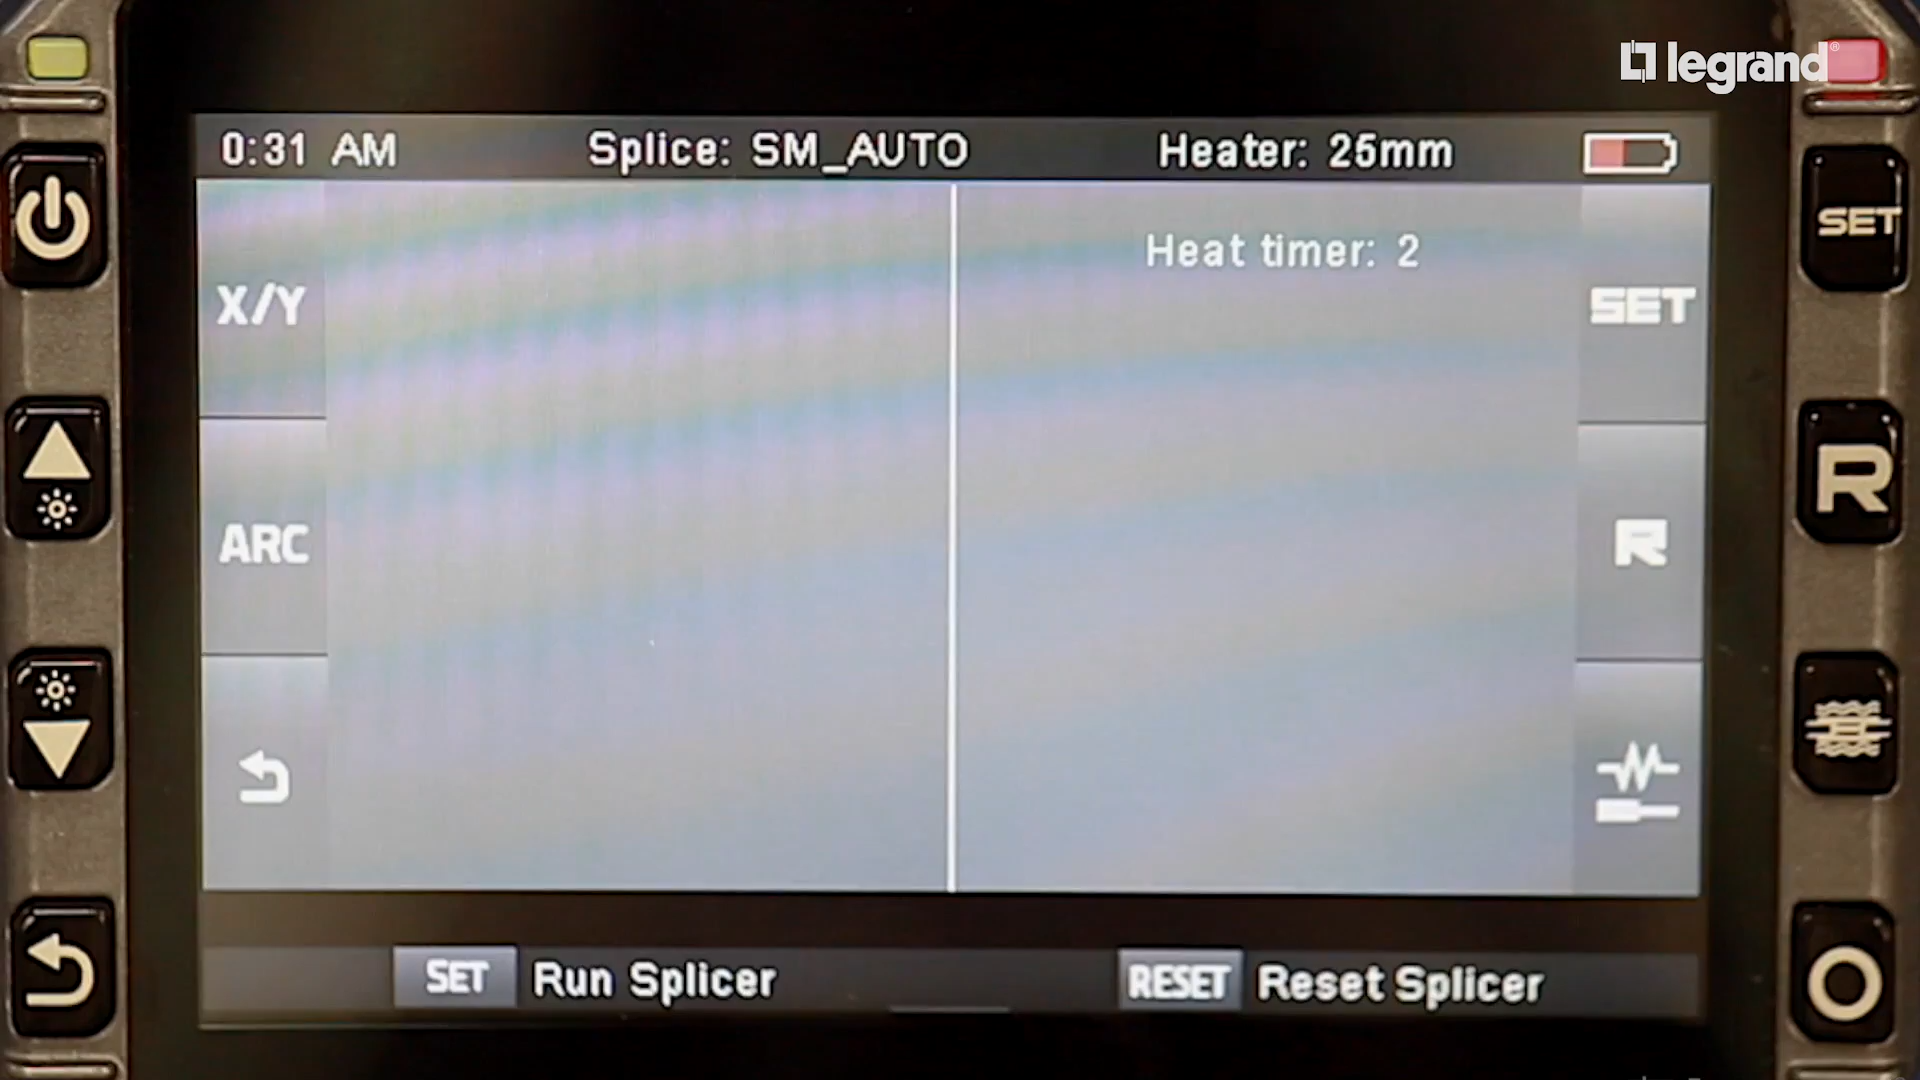 legrand®
0:31 AM Splice: SM_AUTO Heater: 25mm
Heat timer: 2
X/Y
SET
SET
ARC
R
R
SET Run Splicer
RESET Reset Splicer